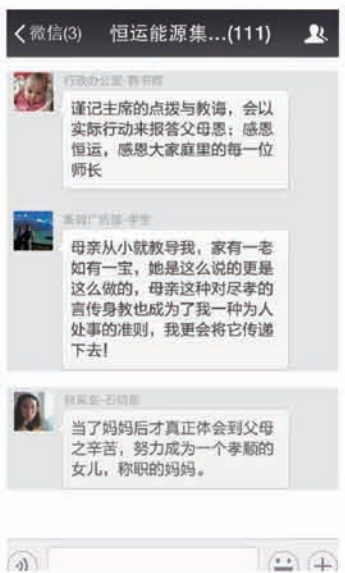 微信(3) 恒运能源集...(111)
谨记主席的点拨与教诲，会以
实际行动来报答父母恩；感恩
恒运，感恩大家庭里的每一位
师长
母亲从小就教导我，家有一老
如有一宝，她是这么说的更是
这么做的，母亲这种对尽孝的
言传身教也成为了我一种为人
处事的准则，我更会将它传递
下去！
当了妈妈后才真正体会到父母
之辛苦，努力成为一个孝顺的
女儿，称职的妈妈。